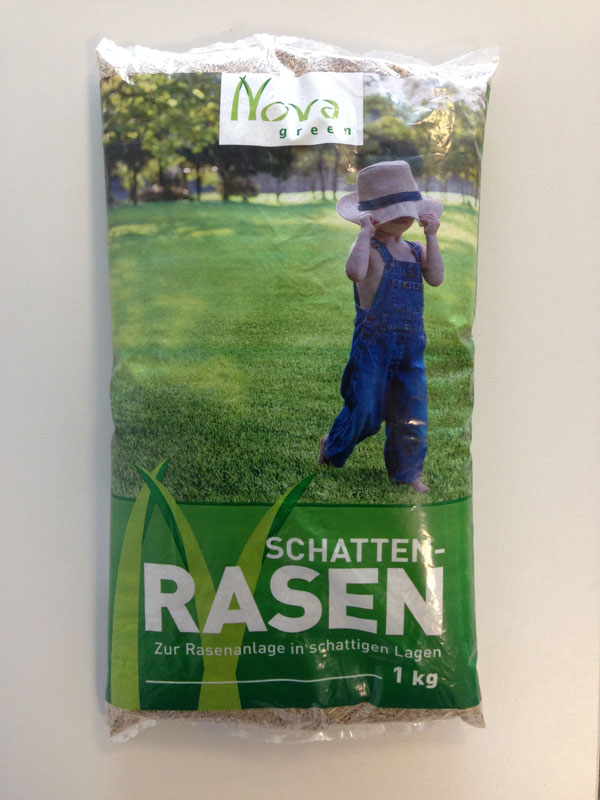 Nova
green
SCHATTEN-
RASEN
Zur Rasenanlage in schattigen Lagen
1 kg